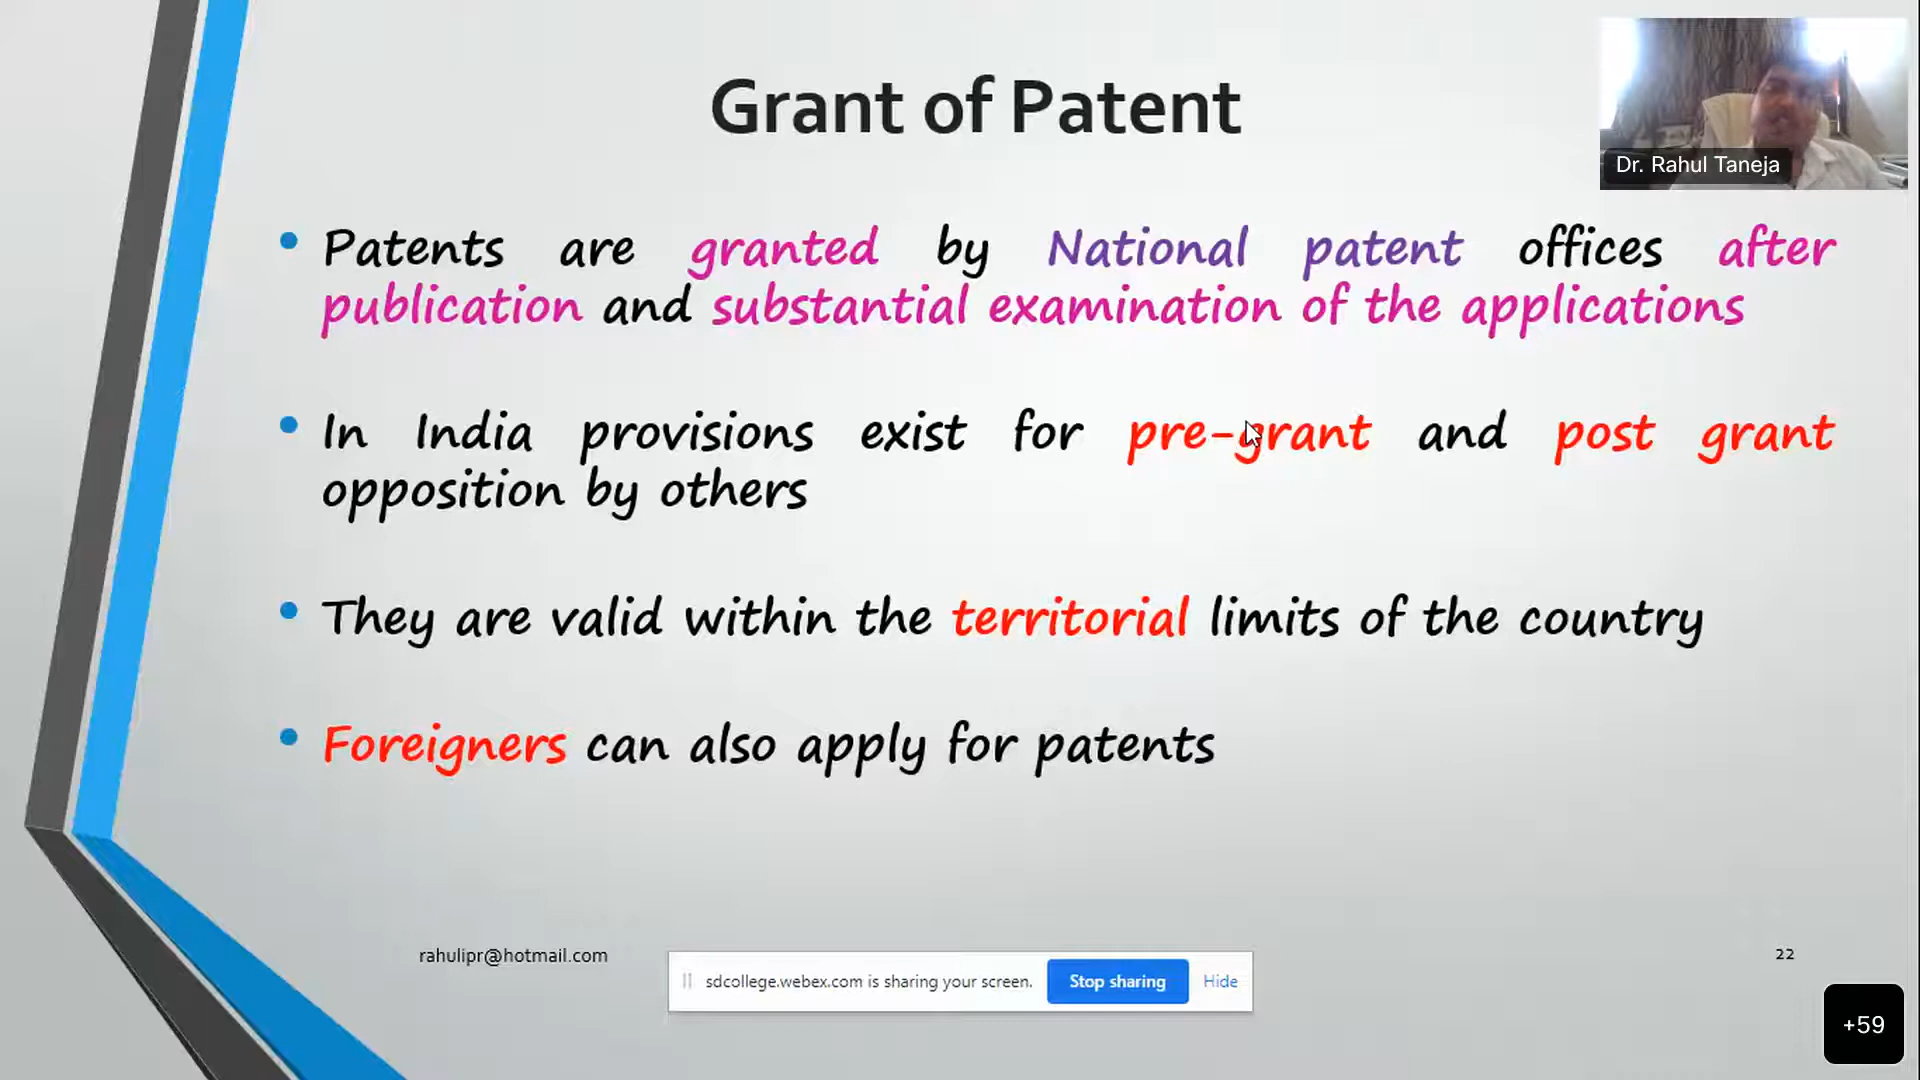 Grant of Patent
Dr. Rahul Taneja
Patents are granted by National patent offices after
publication and substantial examination of the applications
In India provisions exist for pre-grant and post grant
opposition by others
They are valid within the territorial limits of the country
Foreigners can also apply for patents
rahulipr@hotmail.com
22
sdcollege.webex.com is sharing your screen. Stop sharing Hide
+59